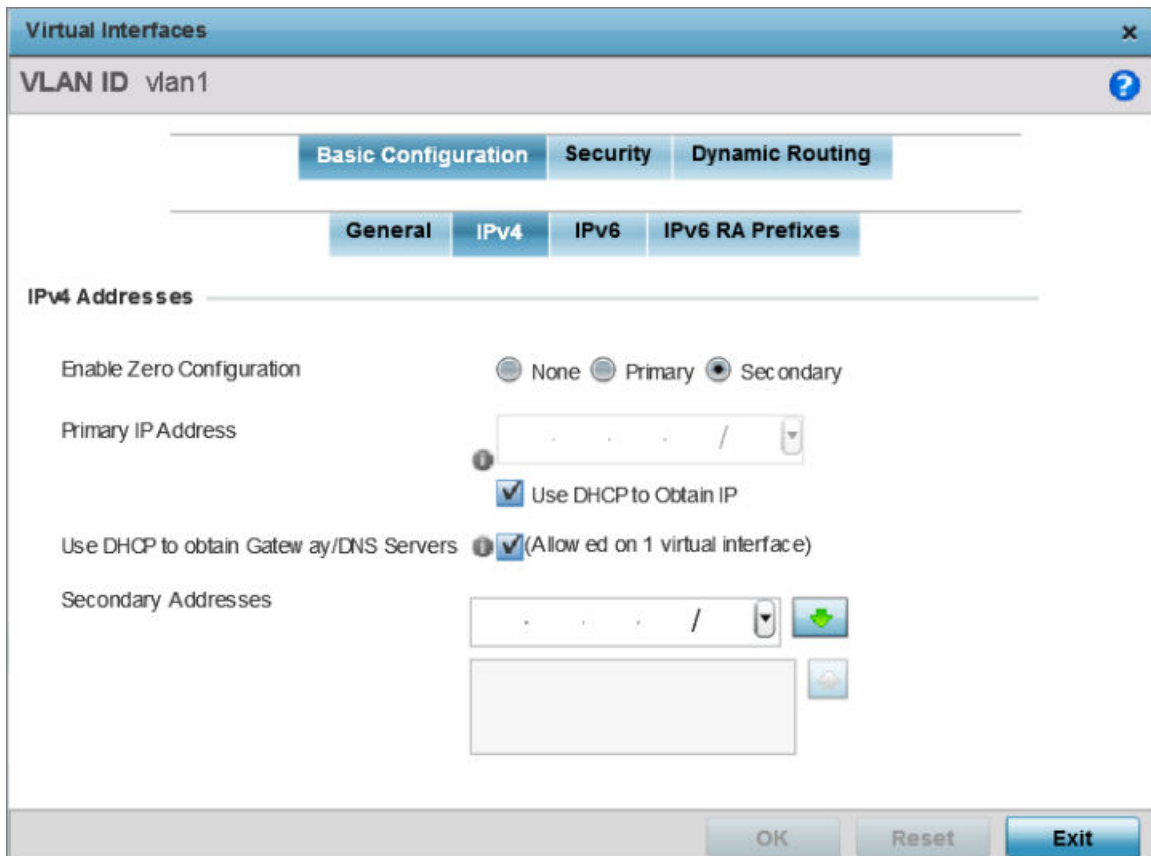 Virtual Interfaces
VLAN ID vlan1
Basic Configuration Security Dynamic Routing
General IPv4 IPv6 IPv6 RA Prefixes
IPv4 Addresses
Enable Zero Configuration None Primary Secondary
Primary IP Address . . . /
Use DHCP to Obtain IP
Use DHCP to obtain Gateway/DNS Servers (Allowed on 1 virtual interface)
Secondary Addresses . . . /
OK Reset Exit